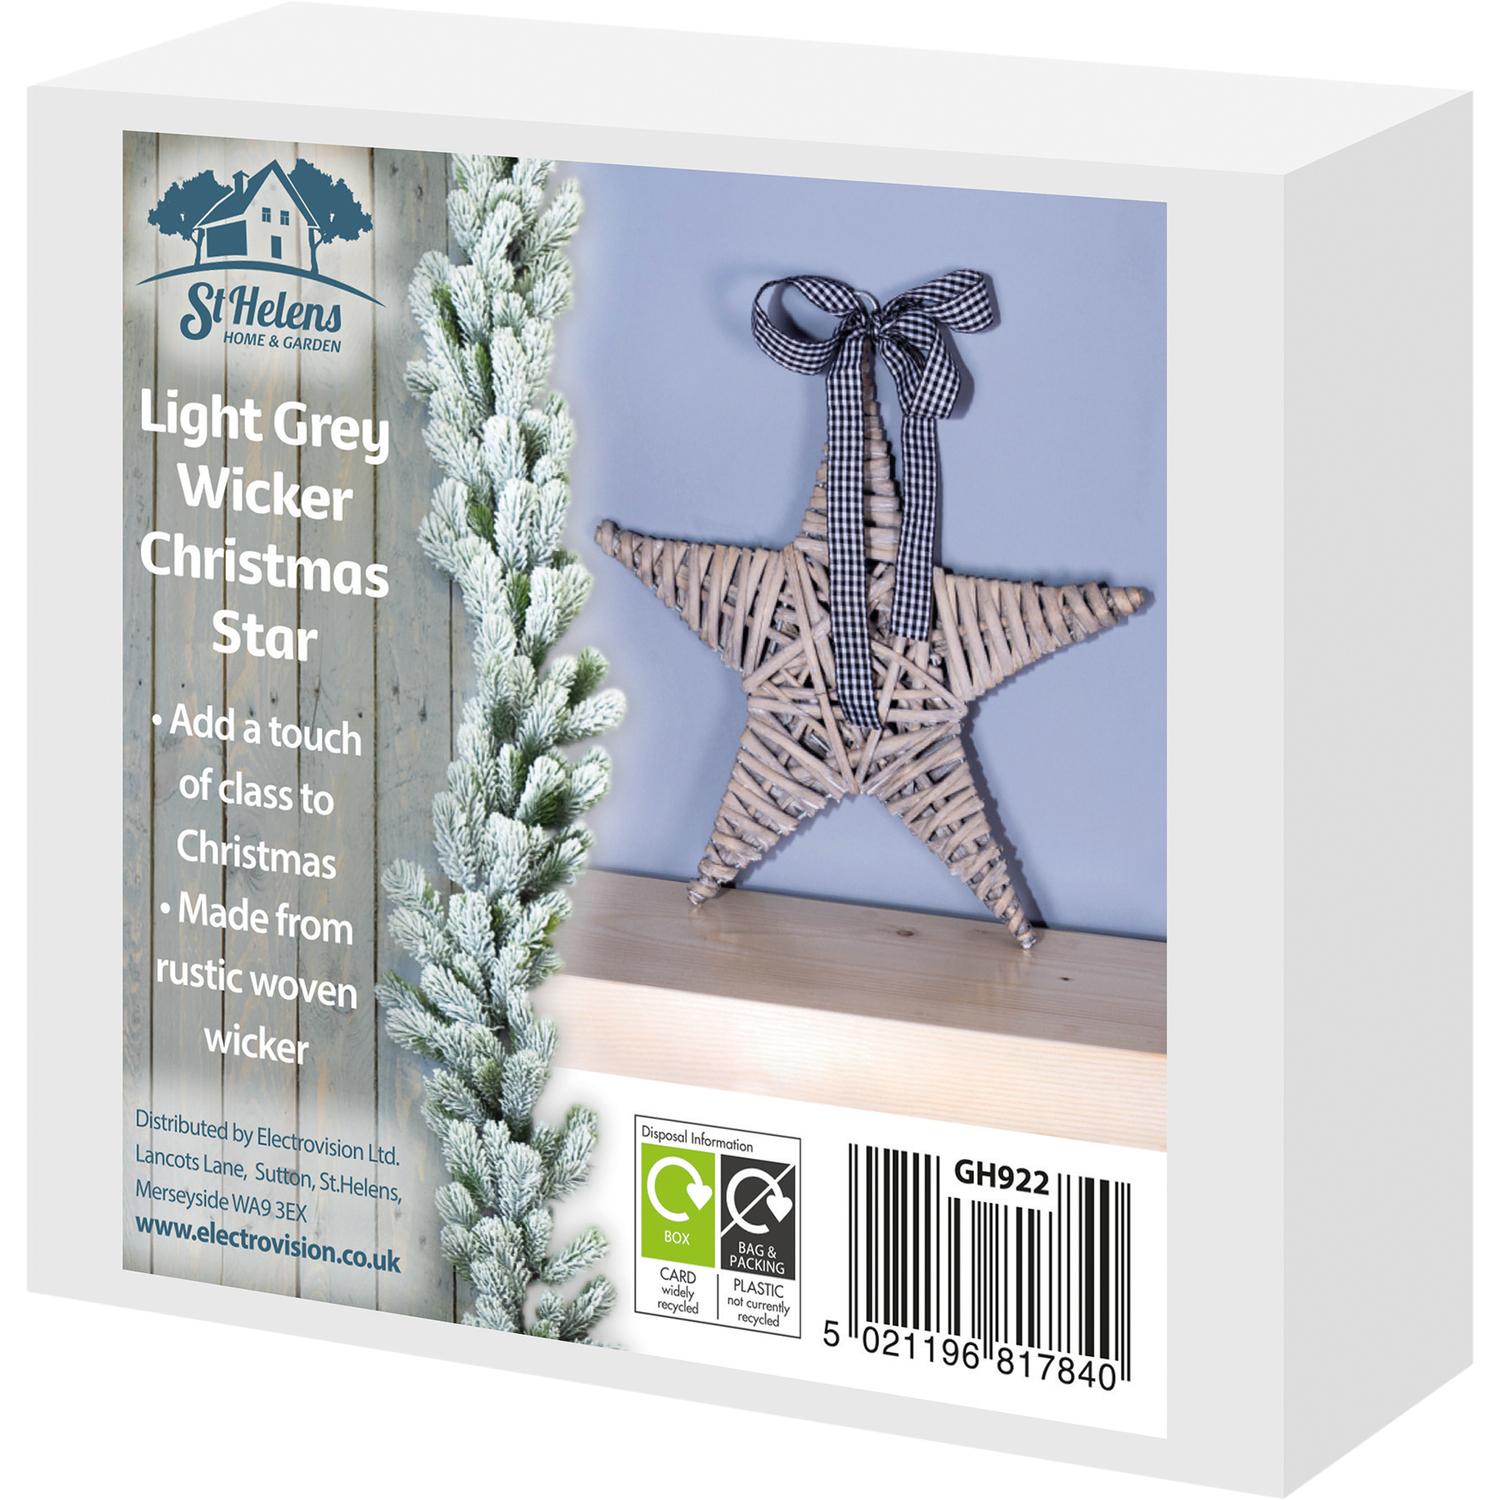 St Helens
HOME & GARDEN
Light Grey
Wicker
Christmas
Star
• Add a touch
of class to
Christmas
• Made from
rustic woven
wicker
Distributed by Electrovision Ltd.
Lancots Lane, Sutton, St.Helens,
Merseyside WA9 3EX
www.electrovision.co.uk
Disposal Information
BOX
CARD
widely
recycled
BAG &
PACKING
PLASTIC
not currently
recycled
GH922
5 021196 817840